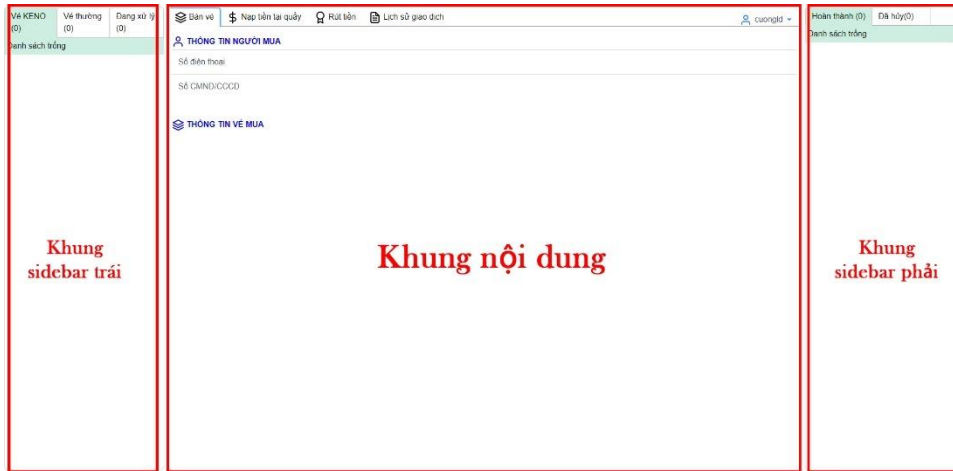 Vé KENO (0)
Vé thường (0)
Đang xử lý (0)
Danh sách trống
Khung
sidebar trái
Bán vé
Nạp tiền tại quầy
Rút tiền
Lịch sử giao dịch
cuongld
THÔNG TIN NGƯỜI MUA
Số điện thoại
Số CMND/CCCD
THÔNG TIN VÉ MUA
Khung nội dung
Hoàn thành (0)
Đã hủy(0)
Danh sách trống
Khung
sidebar phải